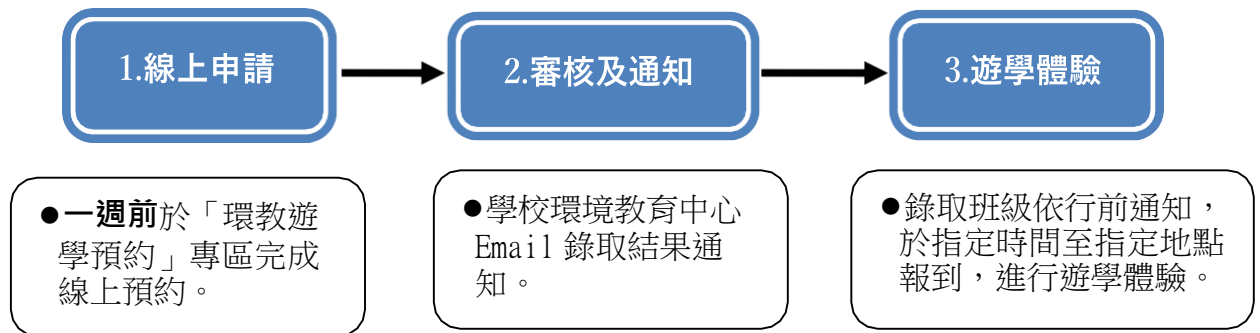 1.線上申請
2.審核及通知
3.遊學體驗
●一週前於「環教遊
學預約」專區完成
線上預約。
●學校環境教育中心
Email 錄取結果通
知。
●錄取班級依行前通知，
於指定時間至指定地點
報到，進行遊學體驗。